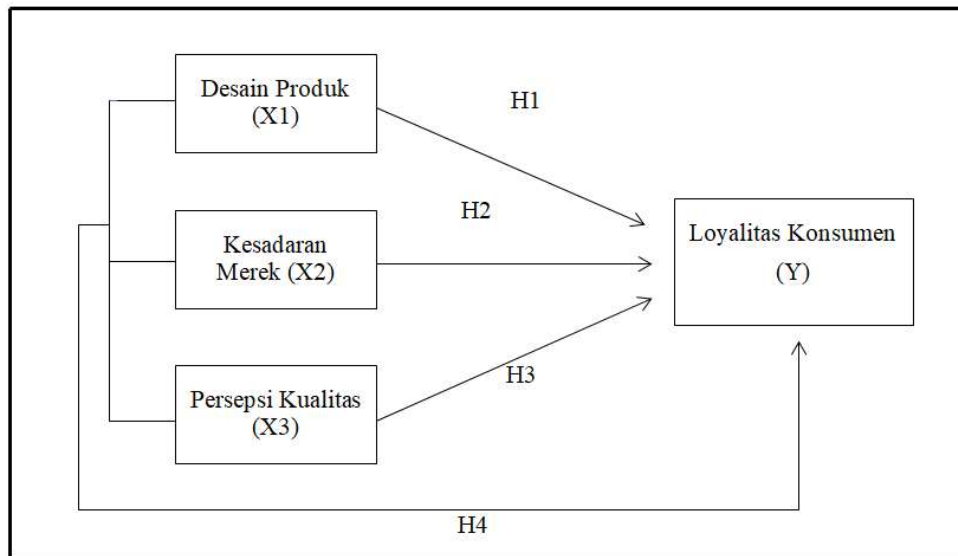 Desain Produk
(X1)
H1
H2
Kesadaran
Merek (X2)
Loyalitas Konsumen
(Y)
Persepsi Kualitas
(X3)
H3
H4